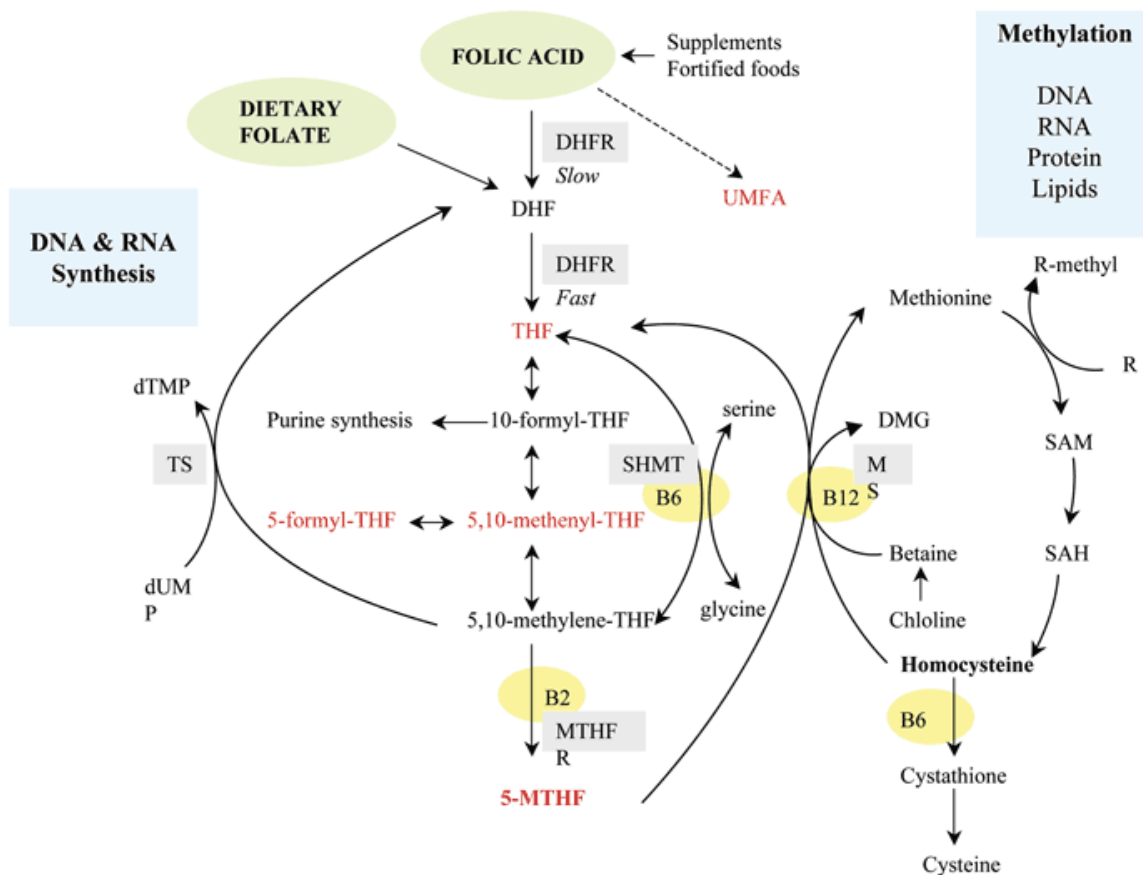 FOLIC ACID
Supplements
Fortified foods
Methylation
DNA
RNA
Protein
Lipids
DIETARY
FOLATE
DHFR
Slow
DHF
UMFA
DNA & RNA
Synthesis
DHFR
Fast
THF
R-methyl
Methionine
R
dTMP
Purine synthesis
10-formyl-THF
serine
DMG
SAM
TS
SHMT
B6
B12
M
S
5-formyl-THF
5,10-methenyl-THF
Betaine
SAH
dUM
P
5,10-methylene-THF
glycine
Chloline
Homocysteine
B2
MTHF
R
B6
5-MTHF
Cystathione
Cysteine